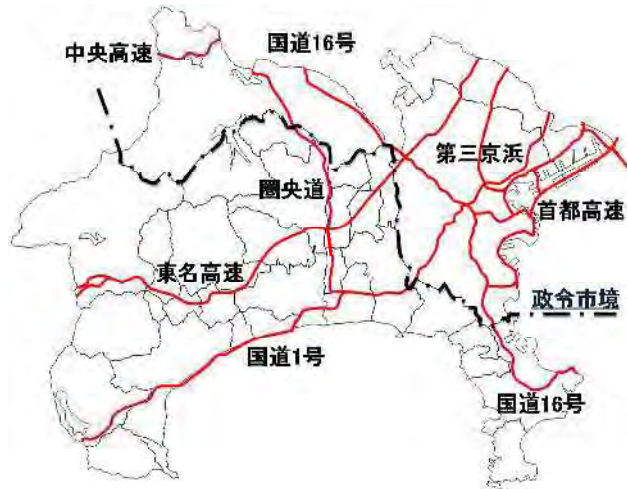 国道16号
中央高速
第三京浜
圏央道
首都高速
東名高速
政令市境
国道1号
国道16号